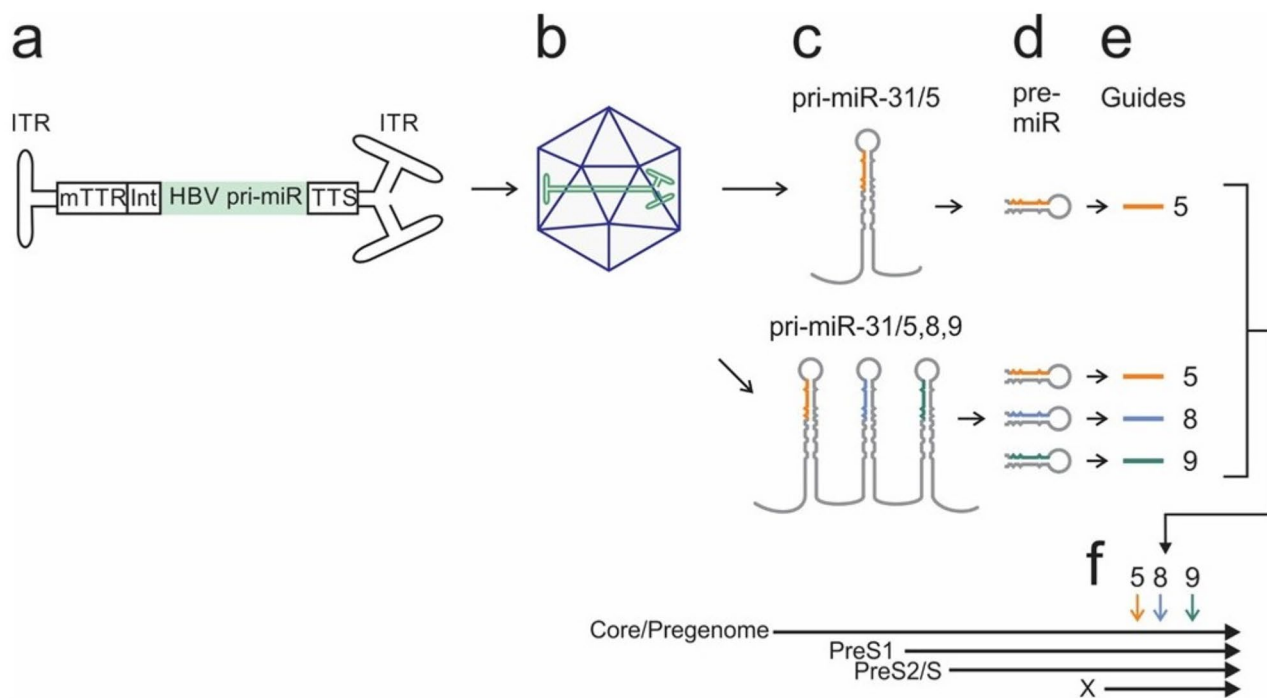 a
b
c
d
e
ITR
ITR
mTTR
Int
HBV pri-miR
TTS
pri-miR-31/5
pre-
miR
Guides
5
pri-miR-31/5,8,9
5
8
9
f
5 8 9
Core/Pregenome
PreS1
PreS2/S
X